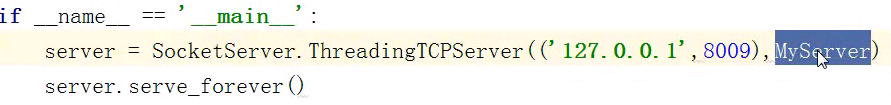 if __name__ == '__main__':
server = SocketServer.ThreadingTCPServer(('127.0.0.1',8009),MyServer)
server.serve_forever()